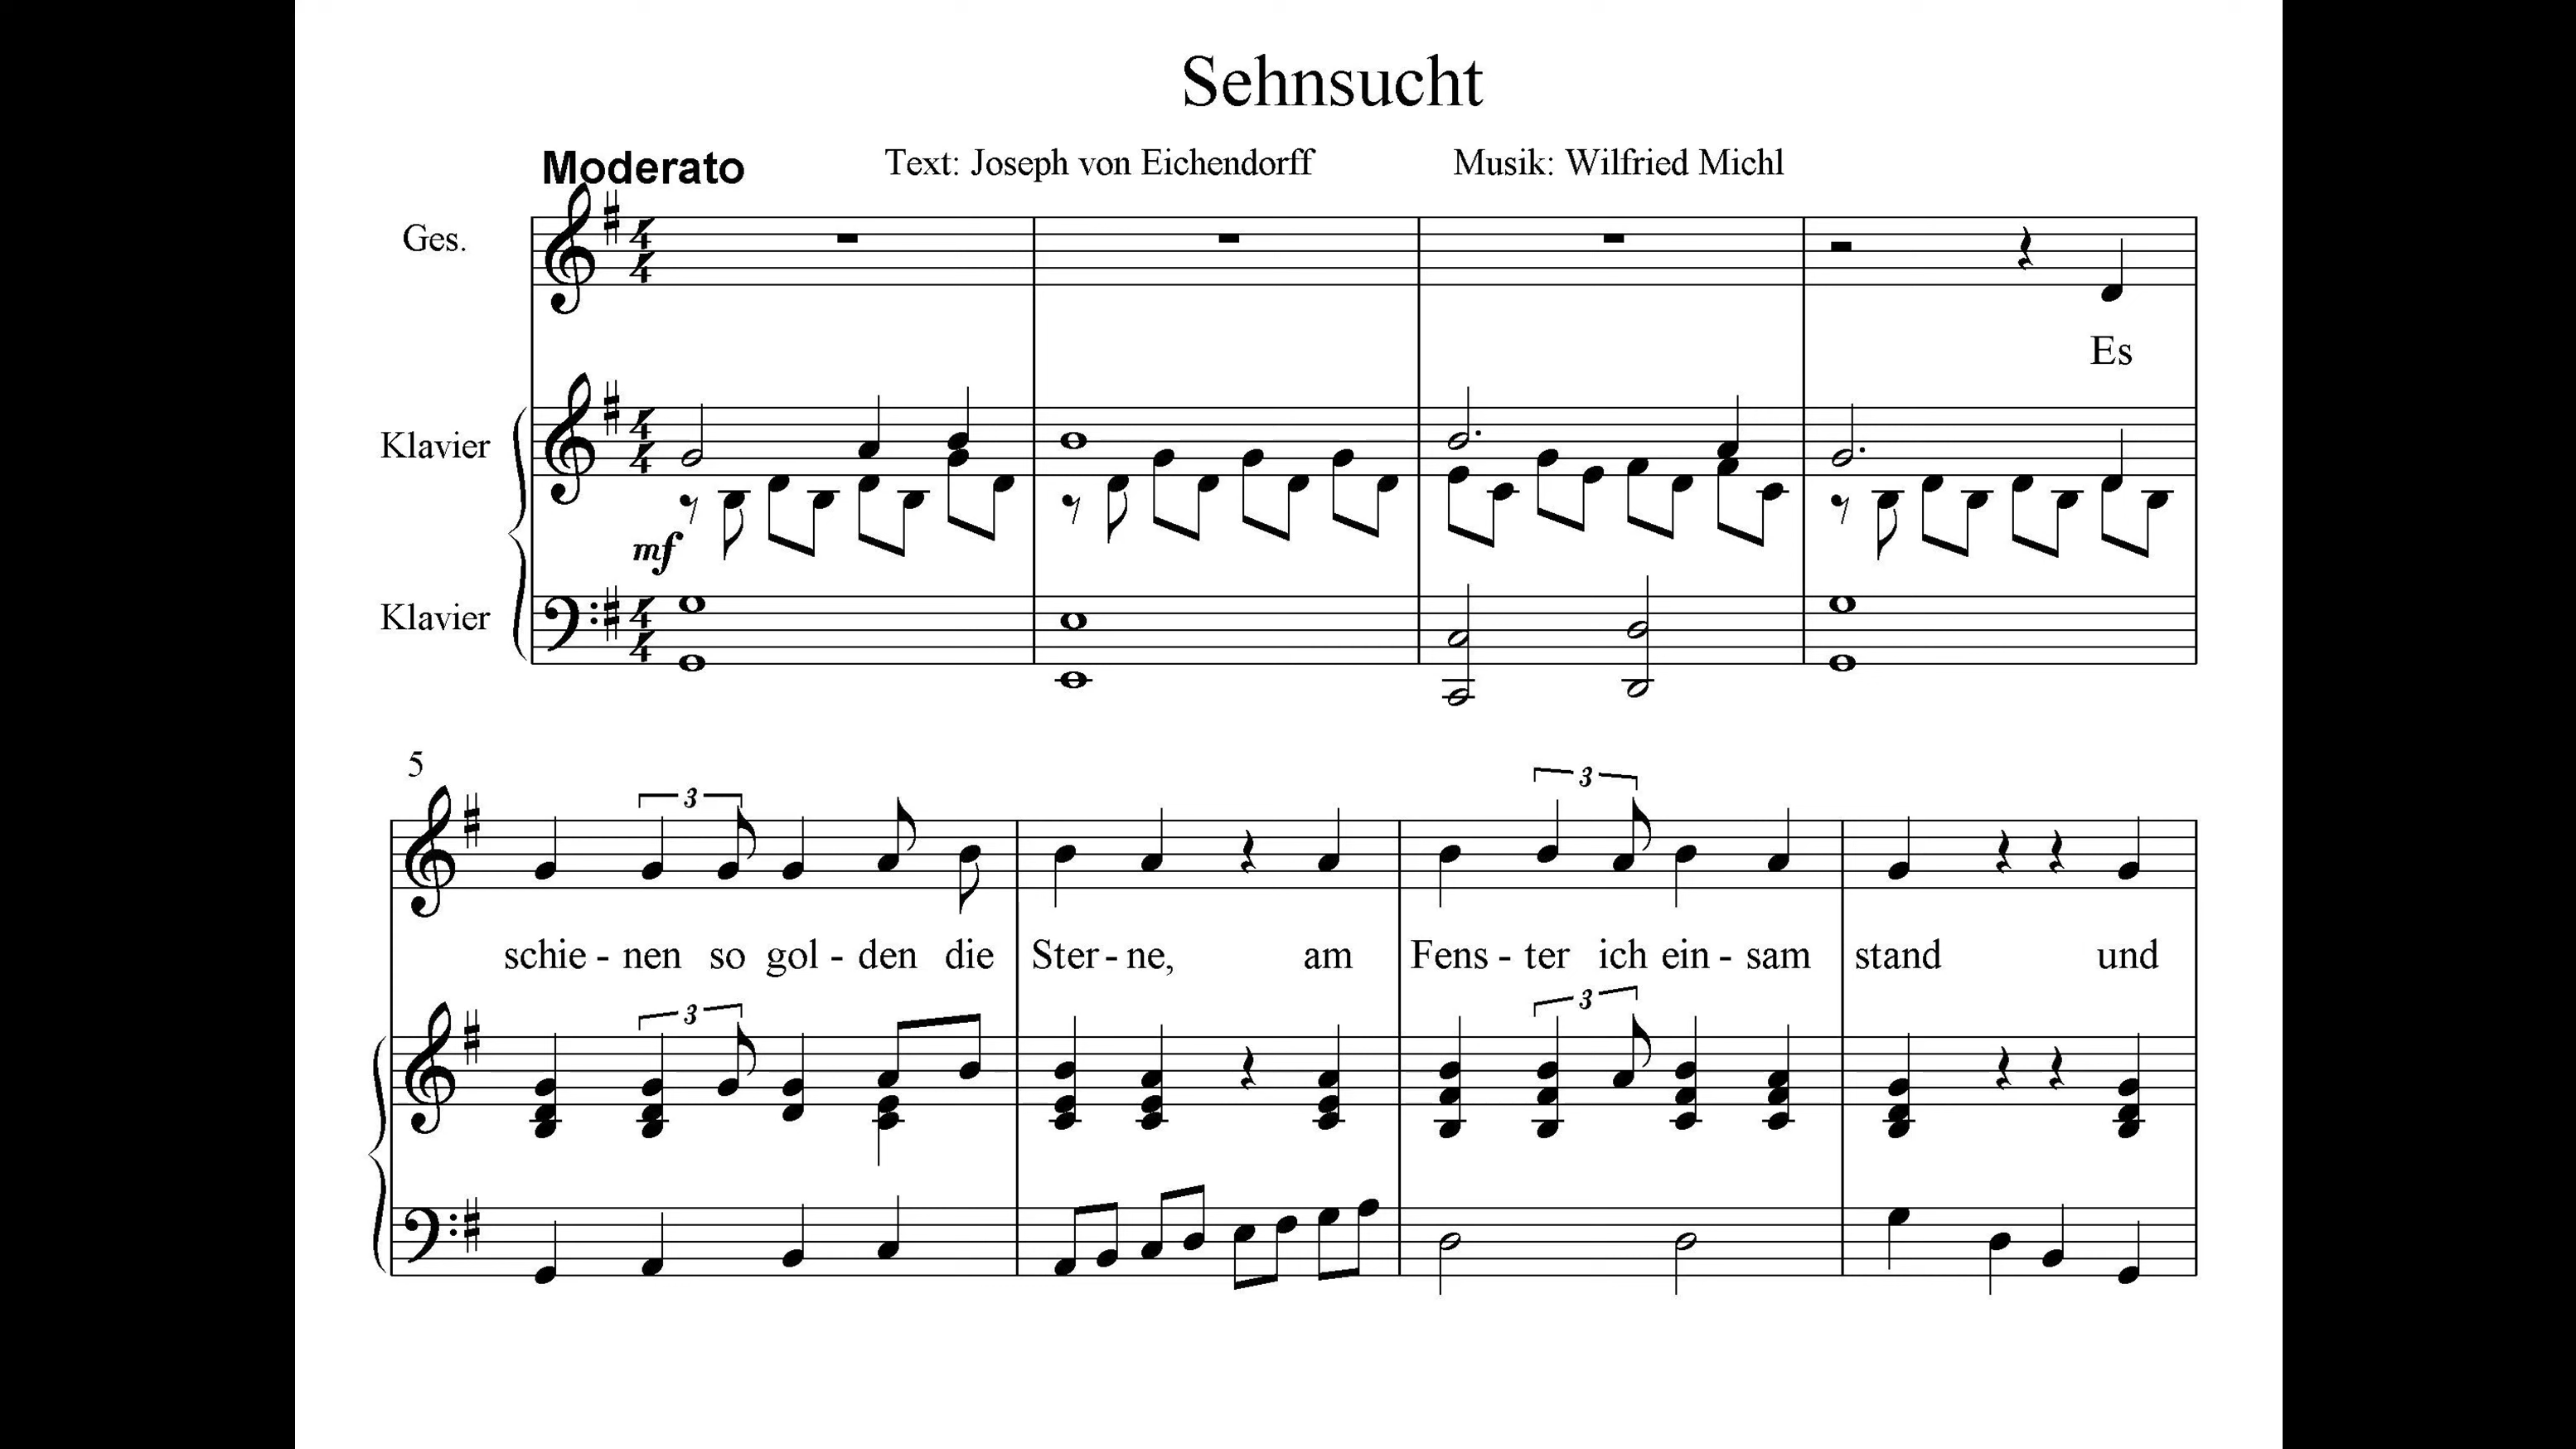 Sehnsucht
Moderato Text: Joseph von Eichendorff Musik: Wilfried Michl
Ges.
Es
Klavier
mf
Klavier
5
3 3
schie - nen so gol - den die Ster - ne, am Fens - ter ich ein - sam stand und
3 3